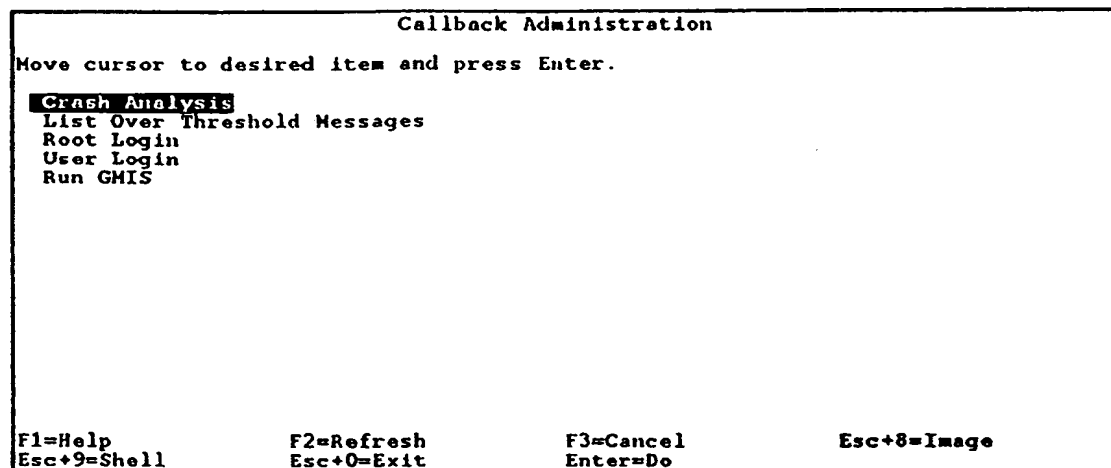 Callback Administration
Move cursor to desired item and press Enter.
Crash Analysis
List Over Threshold Messages
Root Login
User Login
Run GMIS
F1=Help F2=Refresh F3=Cancel Esc+8=Image
Esc+9=Shell Esc+0=Exit Enter=Do